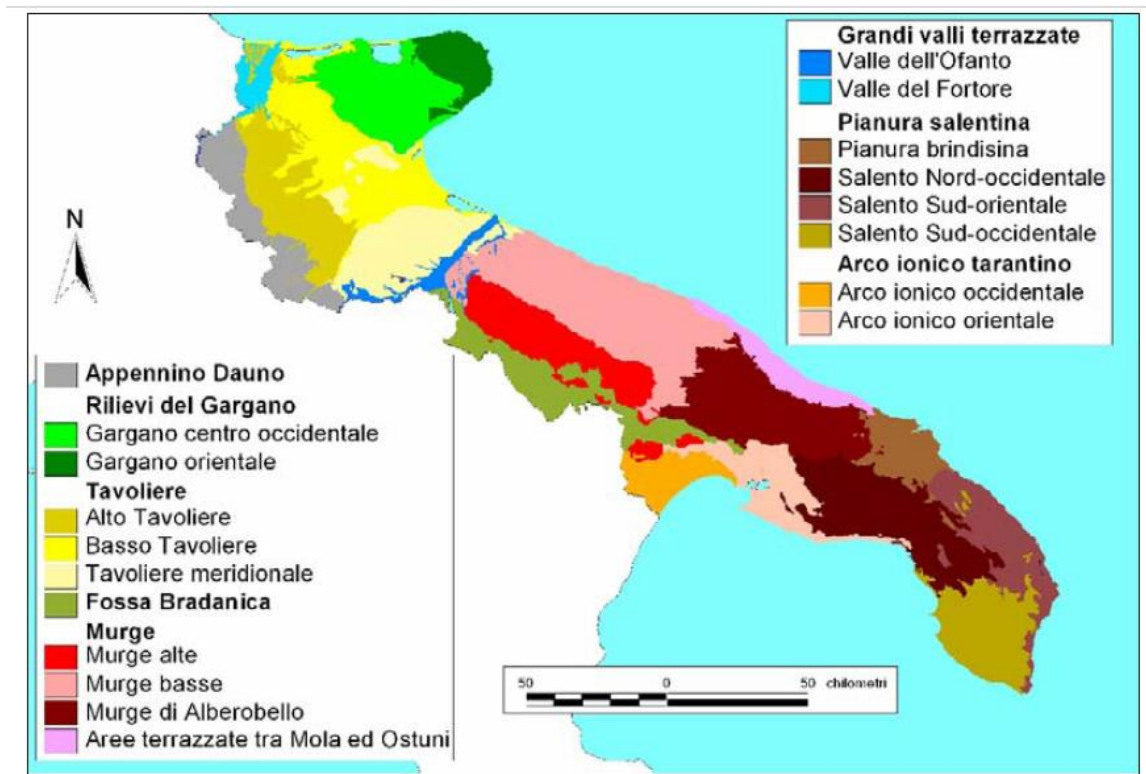 Grandi valli terrazzate
Valle dell'Ofanto
Valle del Fortore
Pianura salentina
Pianura brindisina
Salento Nord-occidentale
Salento Sud-orientale
Salento Sud-occidentale
Arco ionico tarantino
Arco ionico occidentale
Arco ionico orientale
N
Appennino Dauno
Rilievi del Gargano
Gargano centro occidentale
Gargano orientale
Tavoliere
Alto Tavoliere
Basso Tavoliere
Tavoliere meridionale
Fossa Bradanica
Murge
Murge alte
Murge basse
Murge di Alberobello
Aree terrazzate tra Mola ed Ostuni
50 0 50 chilometri